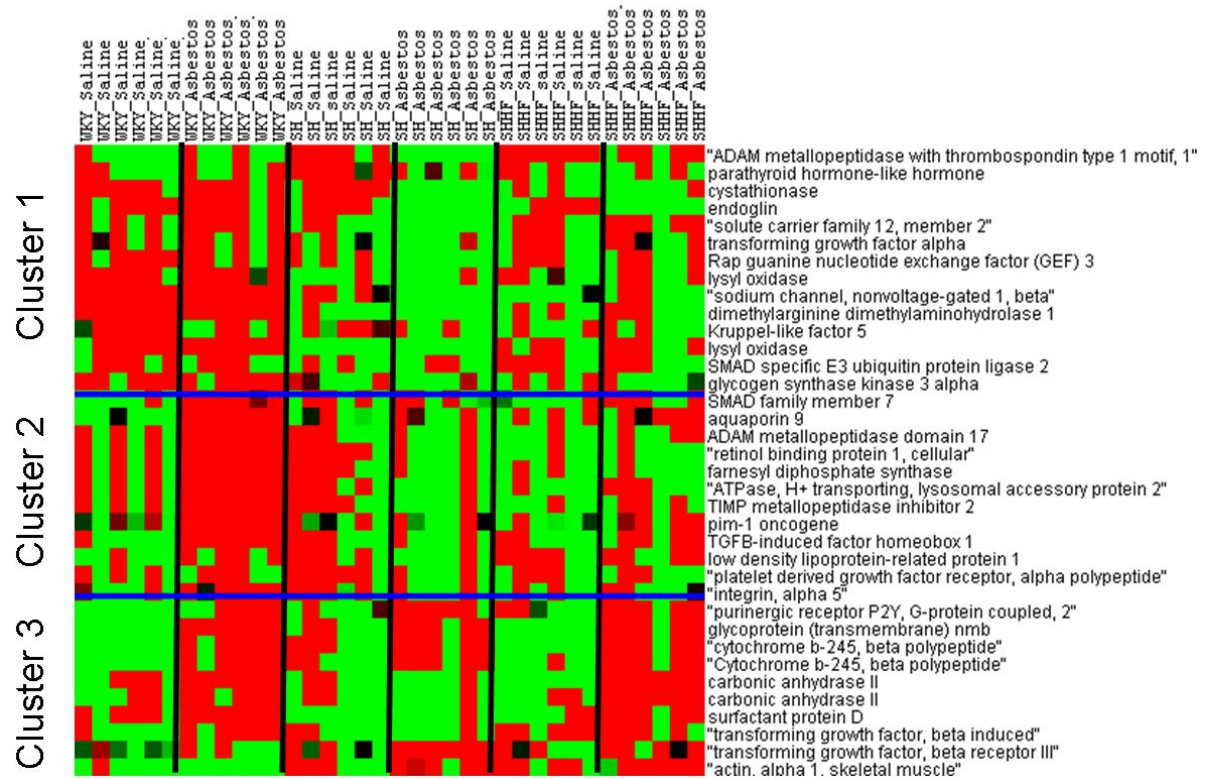 WKY_Saline
WKY_Saline
WKY_Saline
WKY_Saline.
WKY_Saline.
WKY_Saline.
WKY_Asbestos
WKY_Asbestos
WKY_Asbestos.
WKY_Asbestos.
WKY_Asbestos
WKY_Asbestos
SH_Saline
SH_saline
SH_saline
SH_Saline
SH_Saline
SH_Saline
SH_Asbestos
SH_Asbestos
SH_Asbestos
SH_Asbestos
SH_Asbestos
SH_Asbestos
SHHF_Saline
SHHF_Saline
SHHF_saline
SHHF_Saline
SHHF_saline
SHHF_Saline
SHHF_Asbestos.
SHHF_Asbestos.
SHHF_Asbestos
SHHF_Asbestos
SHHF_Asbestos
SHHF_Asbestos
Cluster 1
"ADAM metallopeptidase with thrombospondin type 1 motif, 1"
parathyroid hormone-like hormone
cystathionase
endoglin
"solute carrier family 12, member 2"
transforming growth factor alpha
Rap guanine nucleotide exchange factor (GEF) 3
lysyl oxidase
"sodium channel, nonvoltage-gated 1, beta"
dimethylarginine dimethylaminohydrolase 1
Kruppel-like factor 5
lysyl oxidase
SMAD specific E3 ubiquitin protein ligase 2
glycogen synthase kinase 3 alpha
Cluster 2
SMAD family member 7
aquaporin 9
ADAM metallopeptidase domain 17
"retinol binding protein 1, cellular"
farnesyl diphosphate synthase
"ATPase, H+ transporting, lysosomal accessory protein 2"
TIMP metallopeptidase inhibitor 2
pim-1 oncogene
TGFB-induced factor homeobox 1
low density lipoprotein-related protein 1
"platelet derived growth factor receptor, alpha polypeptide"
"integrin, alpha 5"
Cluster 3
"purinergic receptor P2Y, G-protein coupled, 2"
glycoprotein (transmembrane) nmb
"cytochrome b-245, beta polypeptide"
"Cytochrome b-245, beta polypeptide"
carbonic anhydrase II
carbonic anhydrase II
surfactant protein D
"transforming growth factor, beta induced"
"transforming growth factor, beta receptor III"
"actin, alpha 1, skeletal muscle"